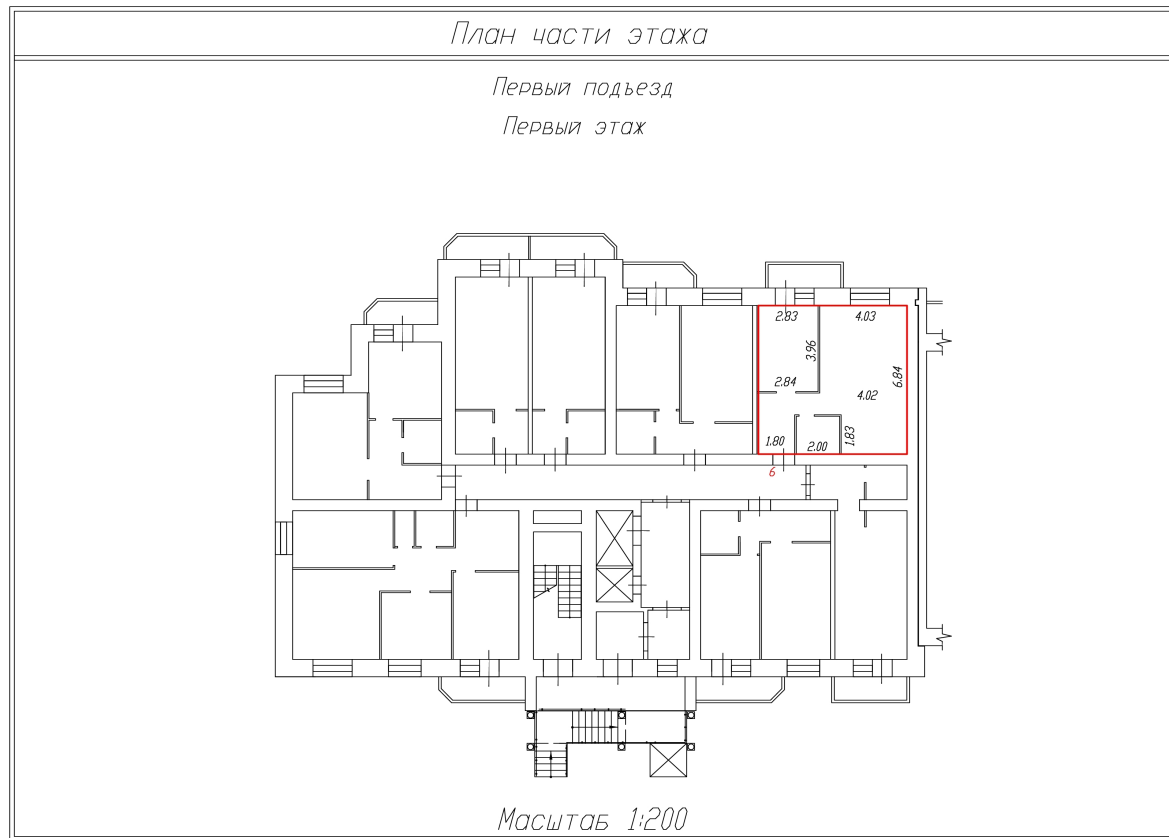 План части этажа
Первый подъезд
Первый этаж
2.83 4.03
3.96
6.84
2.84
4.02
1.80 2.00 1.83
6
Масштаб 1:200